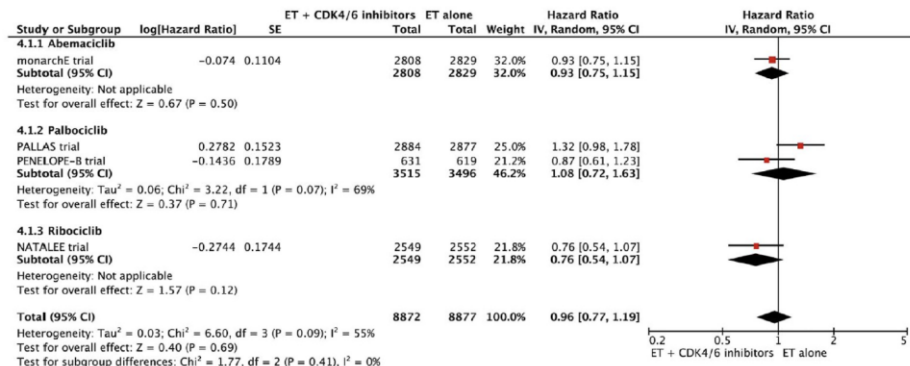 ET + CDK4/6 inhibitors ET alone Hazard Ratio Hazard Ratio
Study or Subgroup log[Hazard Ratio] SE Total Total Weight IV, Random, 95% CI IV, Random, 95% CI
4.1.1 Abemaciclib
monarchE trial -0.074 0.1104 2808 2829 32.0% 0.93 [0.75, 1.15]
Subtotal (95% CI) 2808 2829 32.0% 0.93 [0.75, 1.15]
Heterogeneity: Not applicable
Test for overall effect: Z = 0.67 (P = 0.50)
4.1.2 Palbociclib
PALLAS trial 0.2782 0.1523 2884 2877 25.0% 1.32 [0.98, 1.78]
PENELOPE-B trial -0.1436 0.1789 631 619 21.2% 0.87 [0.61, 1.23]
Subtotal (95% CI) 3515 3496 46.2% 1.08 [0.72, 1.63]
Heterogeneity: Tau² = 0.06; Chi² = 3.22, df = 1 (P = 0.07); I² = 69%
Test for overall effect: Z = 0.37 (P = 0.71)
4.1.3 Ribociclib
NATALEE trial -0.2744 0.1744 2549 2552 21.8% 0.76 [0.54, 1.07]
Subtotal (95% CI) 2549 2552 21.8% 0.76 [0.54, 1.07]
Heterogeneity: Not applicable
Test for overall effect: Z = 1.57 (P = 0.12)
Total (95% CI) 8872 8877 100.0% 0.96 [0.77, 1.19]
Heterogeneity: Tau² = 0.03; Chi² = 6.60, df = 3 (P = 0.09); I² = 55%
Test for overall effect: Z = 0.40 (P = 0.69)
Test for subgroup differences: Chi² = 1.77, df = 2 (P = 0.41), I² = 0%
0.2 0.5 1 2 5
ET + CDK4/6 inhibitors ET alone